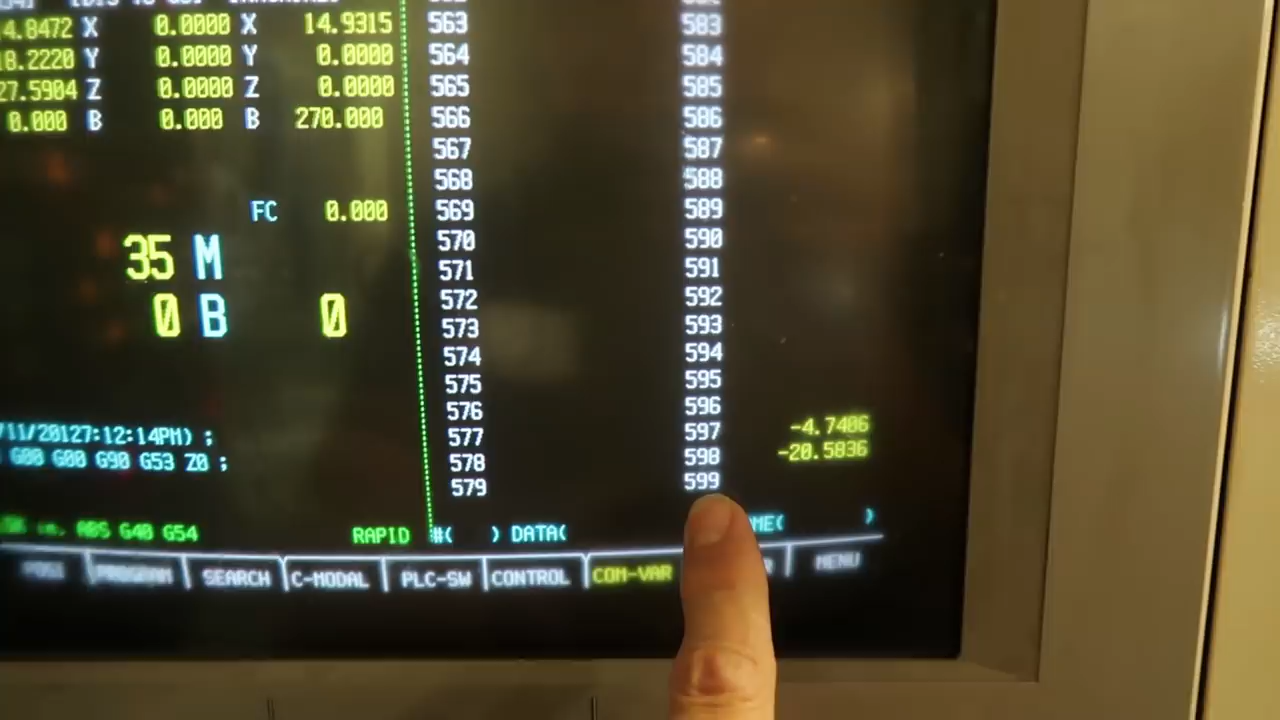 4.8472 X 0.0000 X 14.9315 563 583
18.2220 Y 0.0000 Y 0.0000 564 584
27.5904 Z 0.0000 Z 0.0000 565 585
0.000 B 0.000 B 270.000 566 586
567 587
568 588
FC 0.000 569 589
35 M 570 590
571 591
0 B 0 572 592
573 593
574 594
575 595
576 596
/11/20127:12:14PM) ; 577 597 -4.7406
G00 G00 G90 G53 Z0 ; 578 598 -20.5836
579 599
ABS G40 G54 RAPID #( ) DATA( ME( )
POSI PROGRAM SEARCH C-MODAL PLC-SW CONTROL COM-VAR R MENU